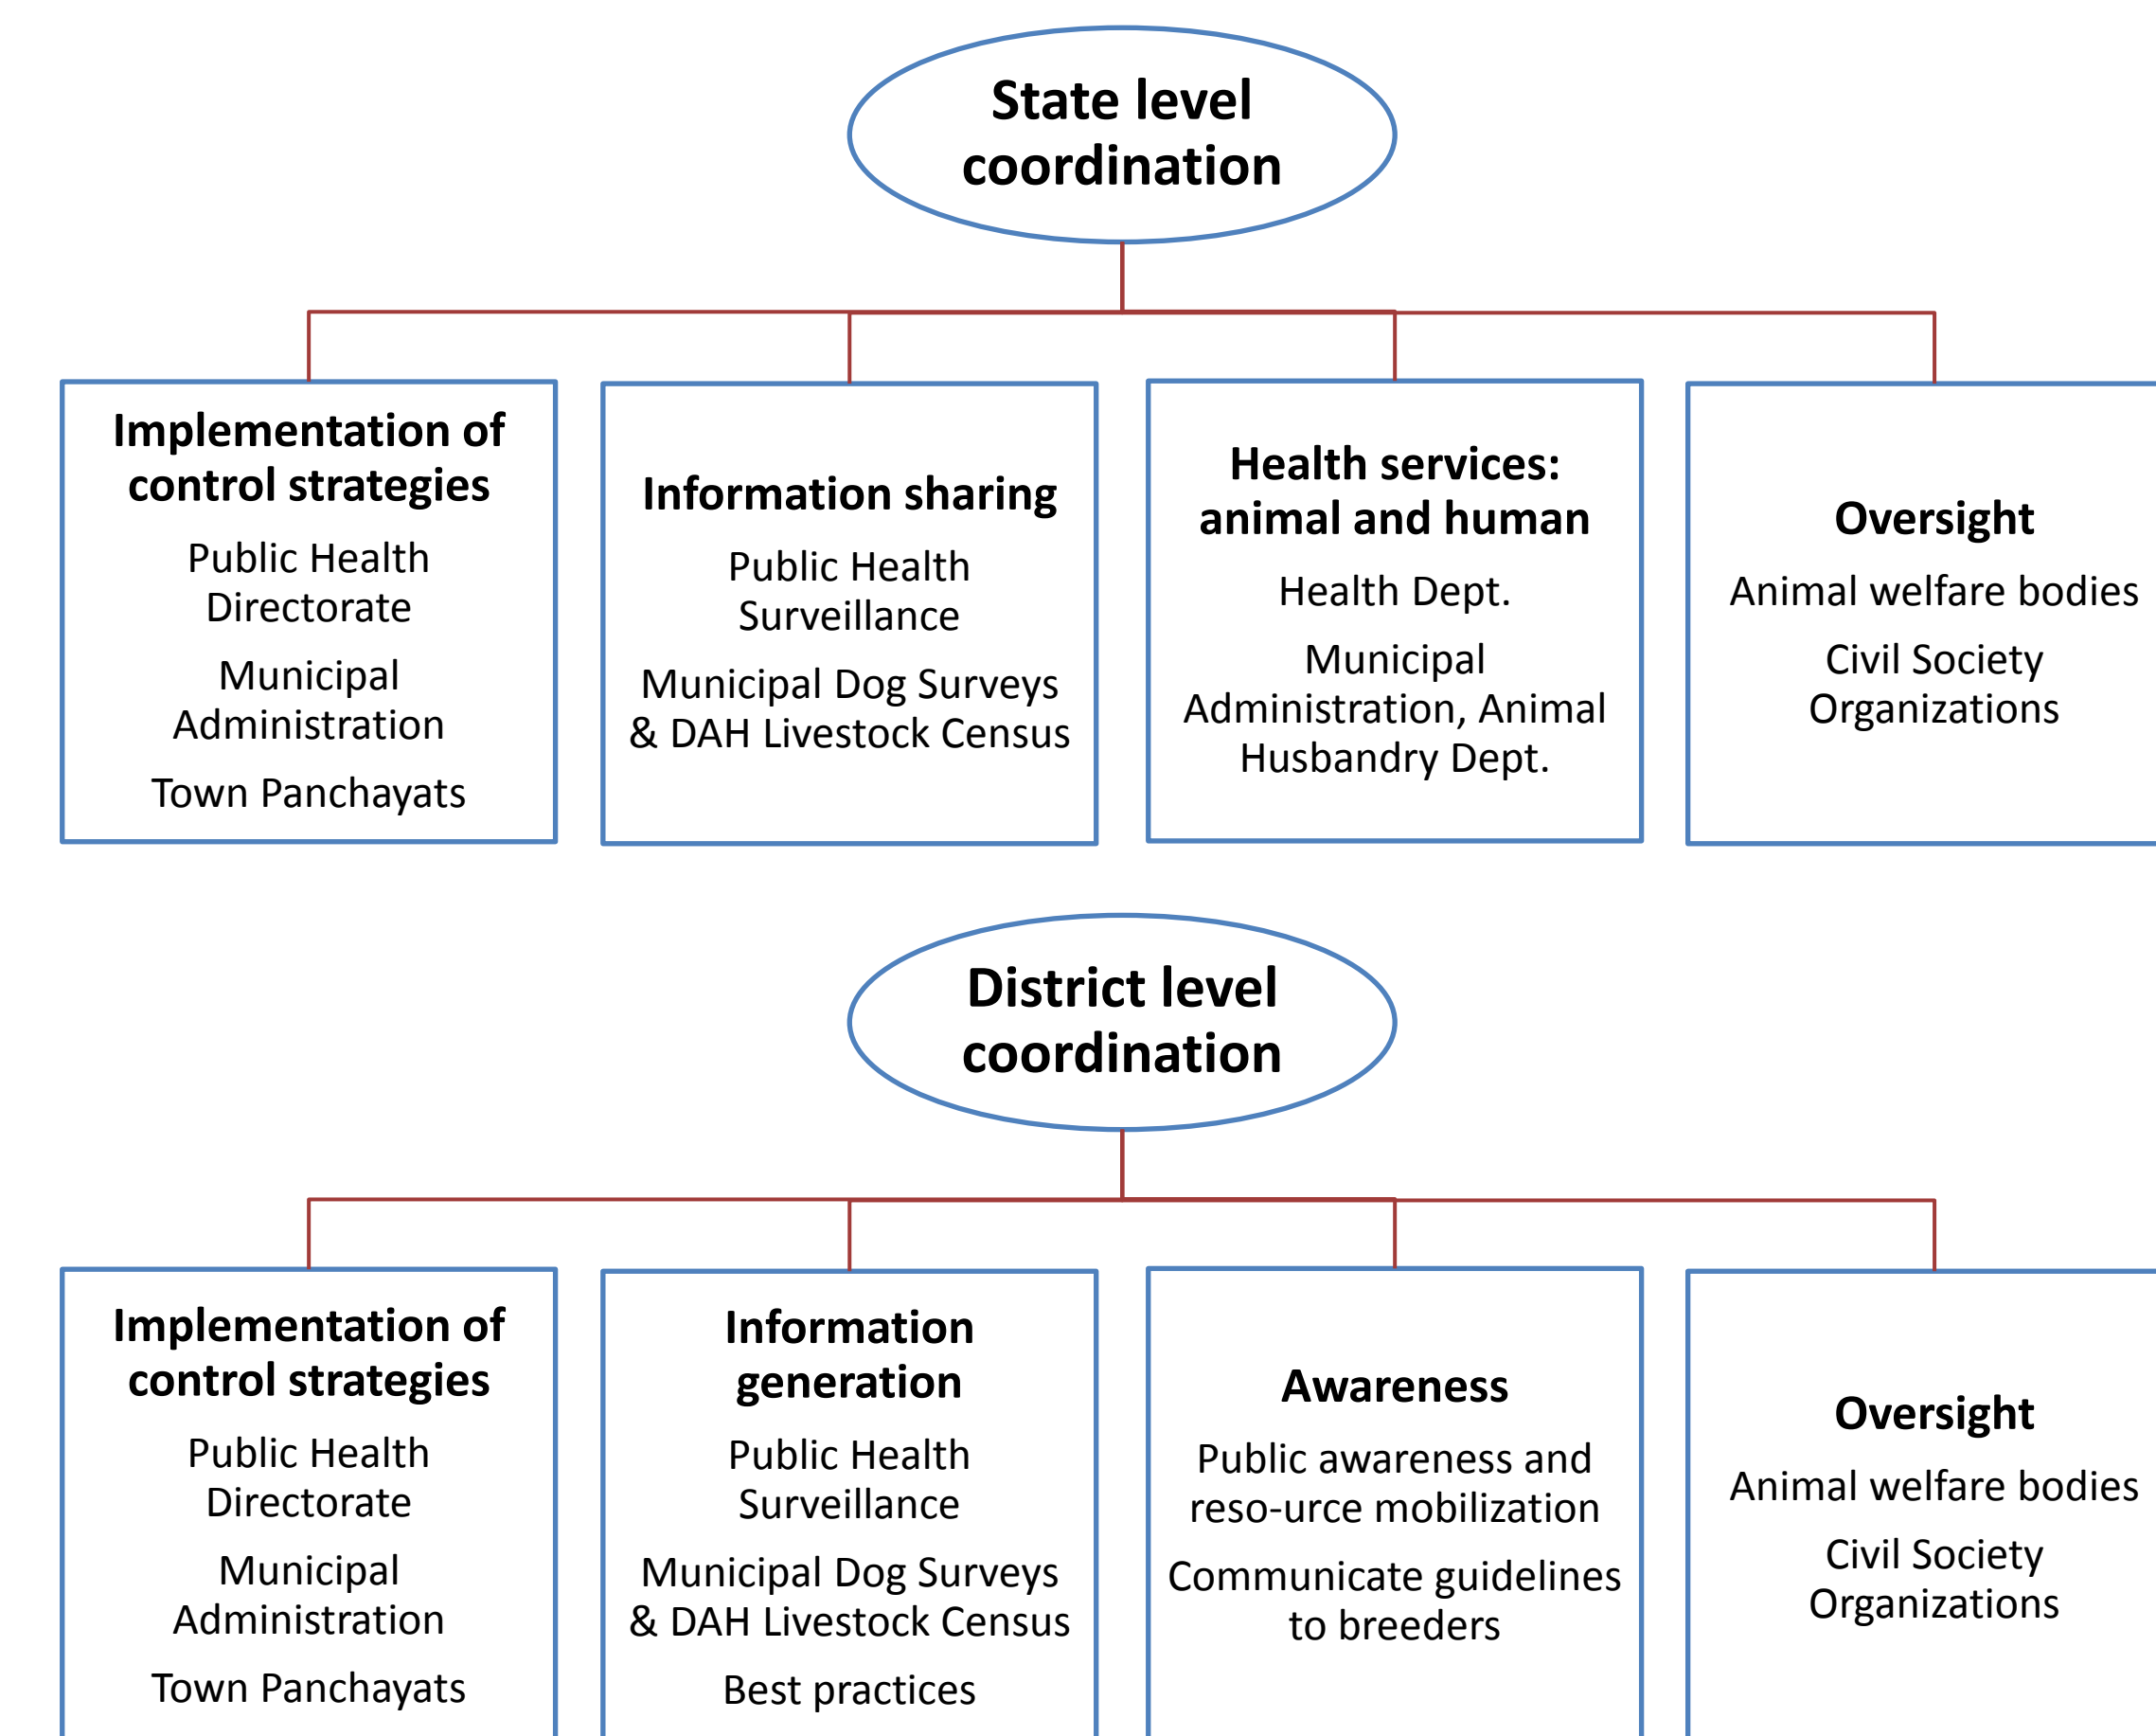 State level
coordination
Implementation of
control strategies
Public Health
Directorate
Municipal
Administration
Town Panchayats
Information sharing
Public Health
Surveillance
Municipal Dog Surveys
& DAH Livestock Census
Health services:
animal and human
Health Dept.
Municipal
Administration, Animal
Husbandry Dept.
Oversight
Animal welfare bodies
Civil Society
Organizations
District level
coordination
Implementation of
control strategies
Public Health
Directorate
Municipal
Administration
Town Panchayats
Information
generation
Public Health
Surveillance
Municipal Dog Surveys
& DAH Livestock Census
Best practices
Awareness
Public awareness and
reso-urce mobilization
Communicate guidelines
to breeders
Oversight
Animal welfare bodies
Civil Society
Organizations